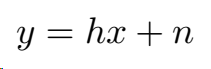 y = hx + n